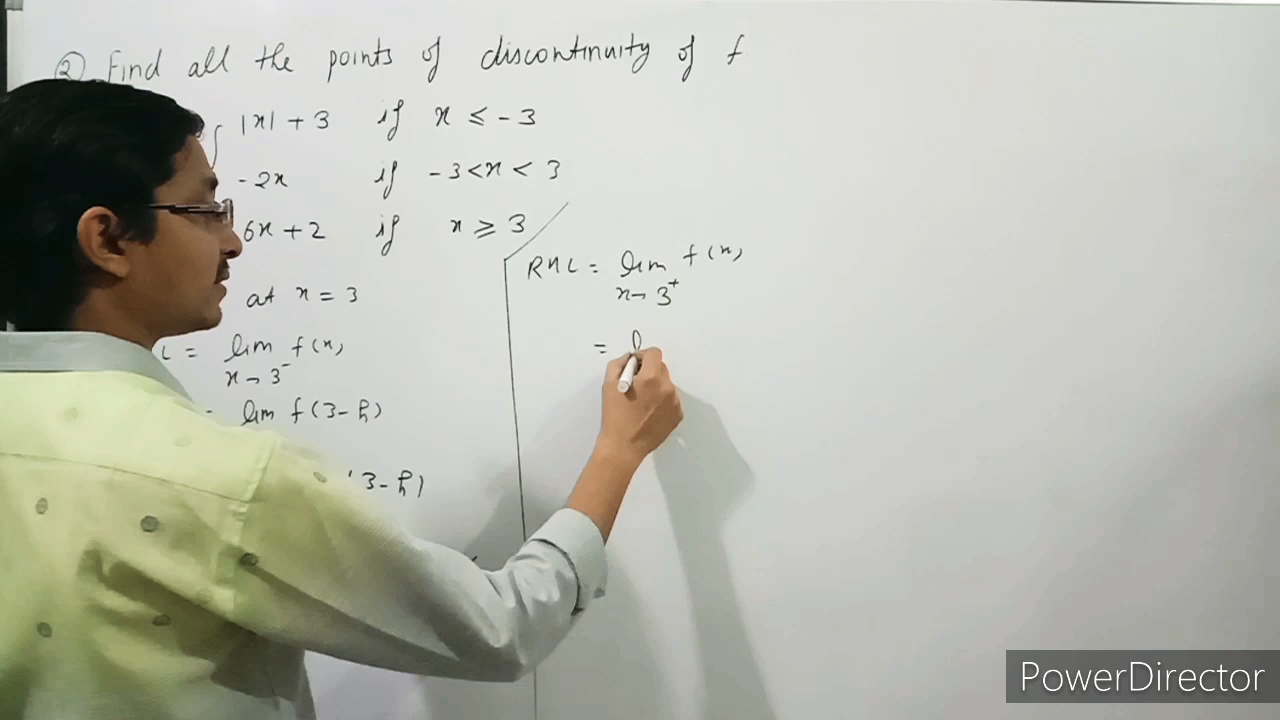 ② Find all the points of discontinuity of f
|x| + 3 if x ≤ - 3
- 2x if - 3 < x < 3
6x + 2 if x ≥ 3
at x = 3
= lim f(x)
x → 3⁻
lim f(3 - h)
(3 - h)
RHL = lim f(x)
x → 3⁺
= l
PowerDirector